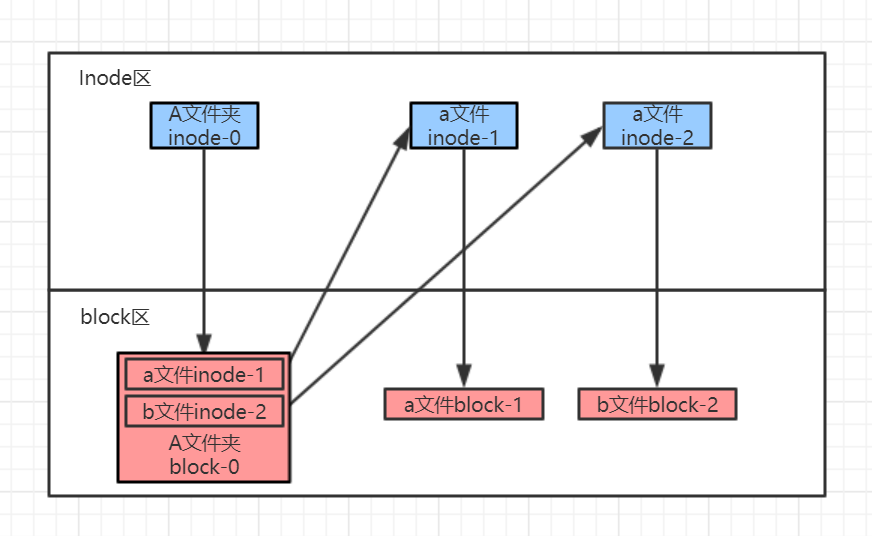 Inode区
A文件夹
inode-0
a文件
inode-1
a文件
inode-2
block区
a文件inode-1
b文件inode-2
A文件夹
block-0
a文件block-1
b文件block-2